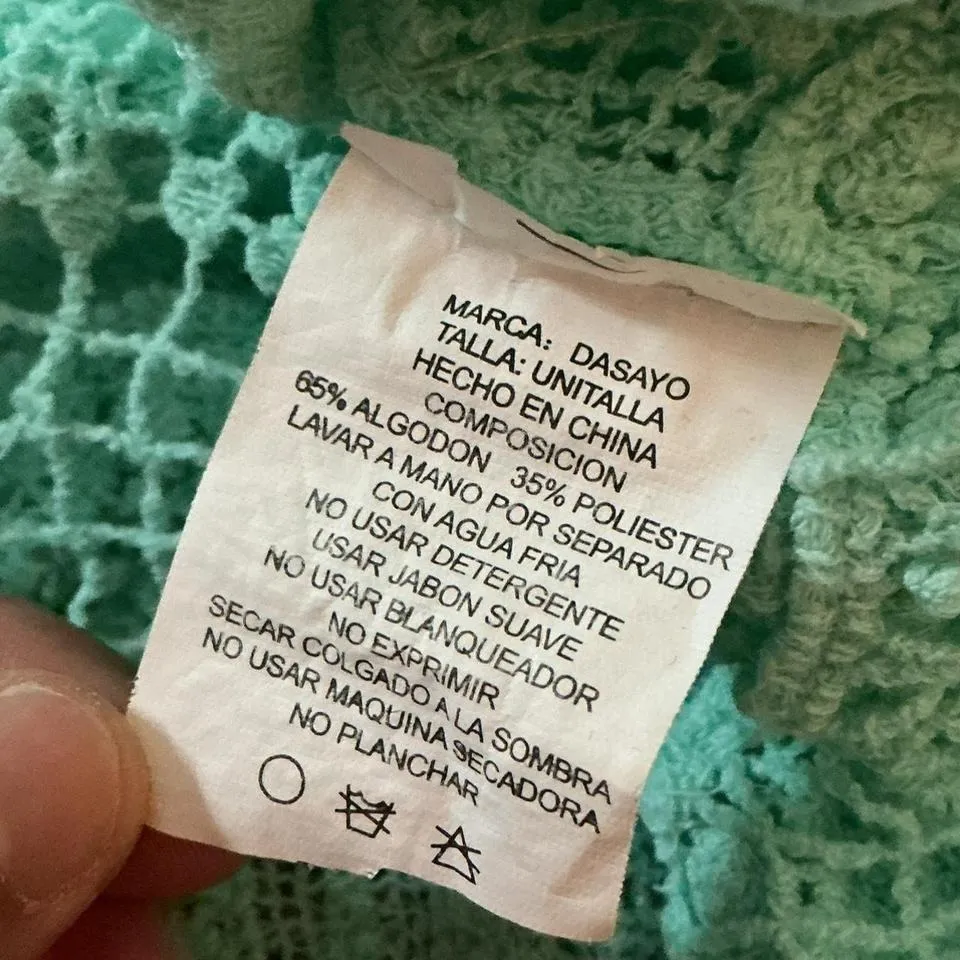 MARCA: DASAYO
TALLA: UNITALLA
HECHO EN CHINA
COMPOSICION
65% ALGODON 35% POLIESTER
LAVAR A MANO POR SEPARADO
CON AGUA FRIA
NO USAR DETERGENTE
USAR JABON SUAVE
NO USAR BLANQUEADOR
NO EXPRIMIR
SECAR COLGADO A LA SOMBRA
NO USAR MAQUINA SECADORA
NO PLANCHAR